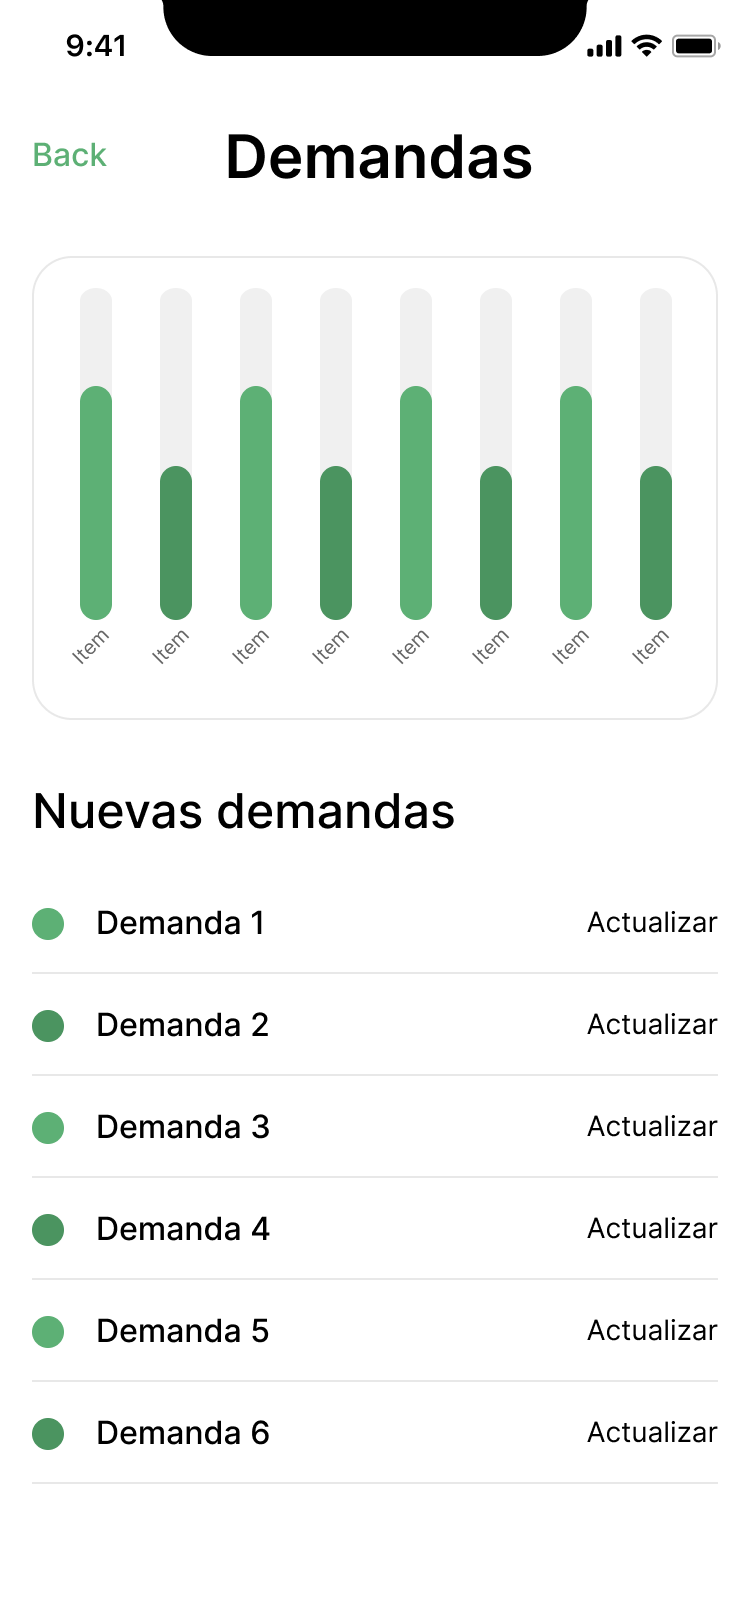 9:41
Back
Demandas
Item Item Item Item Item Item Item Item
Nuevas demandas
Demanda 1 Actualizar
Demanda 2 Actualizar
Demanda 3 Actualizar
Demanda 4 Actualizar
Demanda 5 Actualizar
Demanda 6 Actualizar